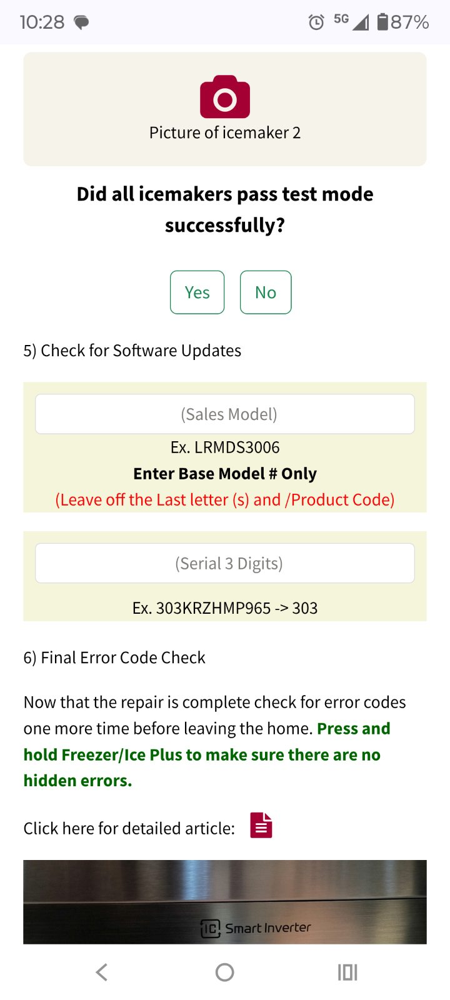 10:28
5G
87%
Picture of icemaker 2
Did all icemakers pass test mode
successfully?
Yes
No
5) Check for Software Updates
(Sales Model)
Ex. LRMDS3006
Enter Base Model # Only
(Leave off the Last letter (s) and /Product Code)
(Serial 3 Digits)
Ex. 303KRZHMP965 -> 303
6) Final Error Code Check
Now that the repair is complete check for error codes
one more time before leaving the home. Press and
hold Freezer/Ice Plus to make sure there are no
hidden errors.
Click here for detailed article:
Smart Inverter